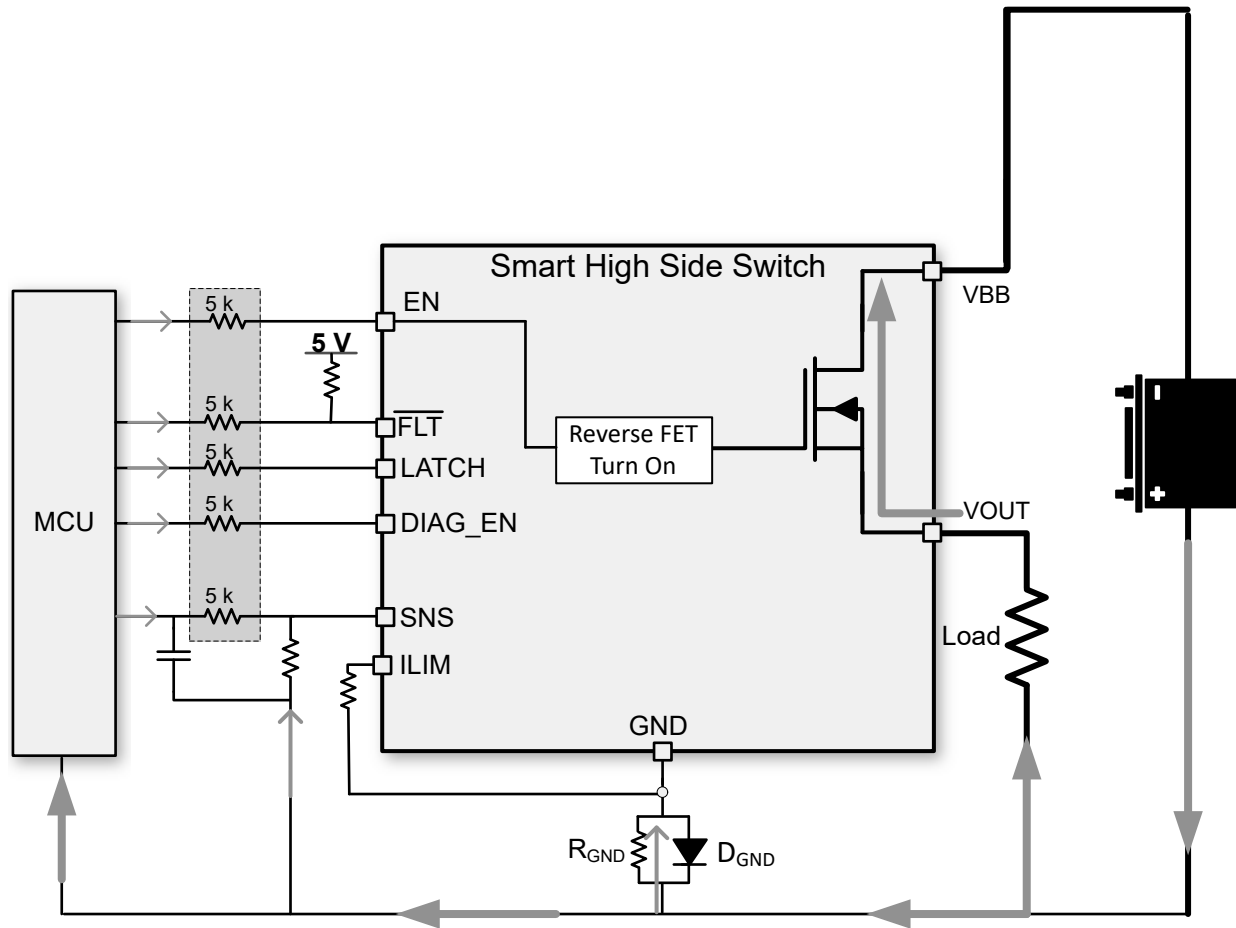 Smart High Side Switch
VBB
5 k
EN
5 V
5 k
FLT
Reverse FET
Turn On
-
5 k
LATCH
+
MCU
5 k
DIAG_EN
VOUT
5 k
SNS
Load
ILIM
GND
RGND
DGND